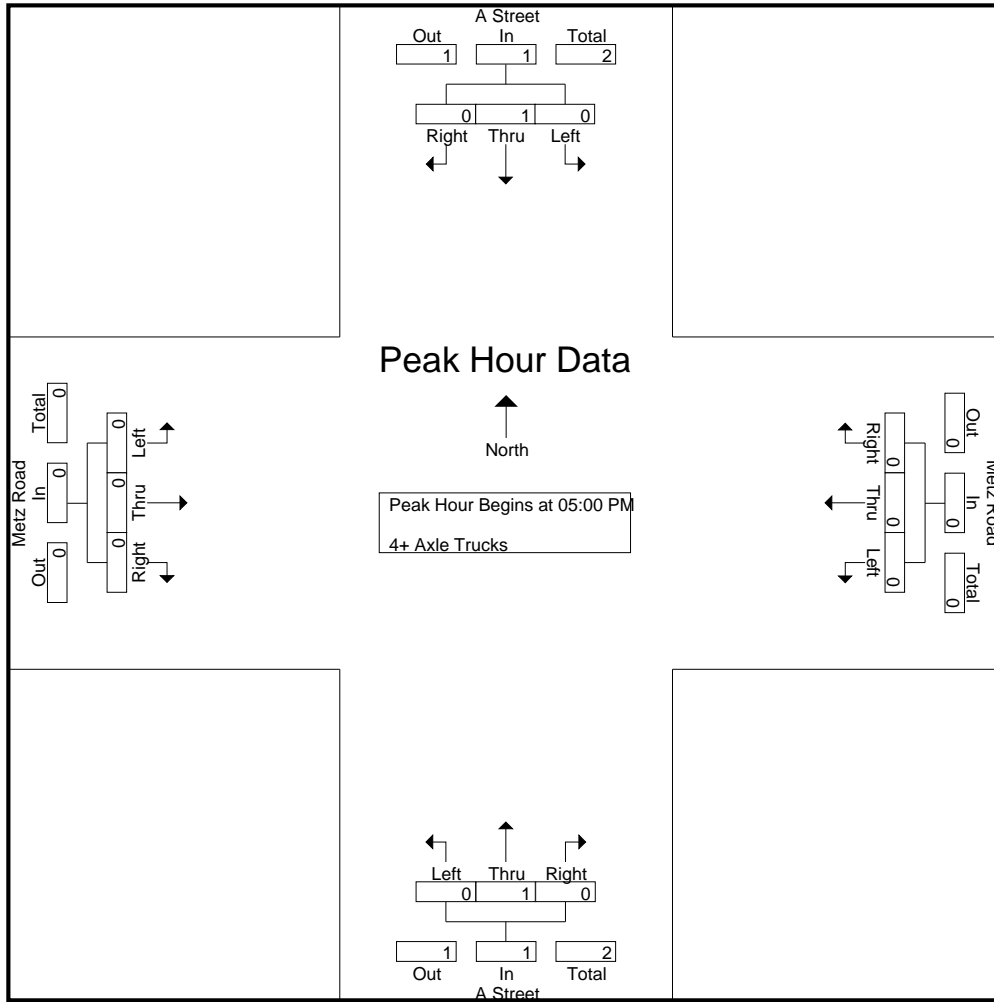 A Street
Out In Total
1 1 2
0 1 0
Right Thru Left
Peak Hour Data
North
Peak Hour Begins at 05:00 PM
4+ Axle Trucks
Metz Road
Out In Total
0 0 0
0 0 0
Right Thru Left
Metz Road
Out In Total
0 0 0
0 0 0
Right Thru Left
Left Thru Right
0 1 0
1 1 2
Out In Total
A Street